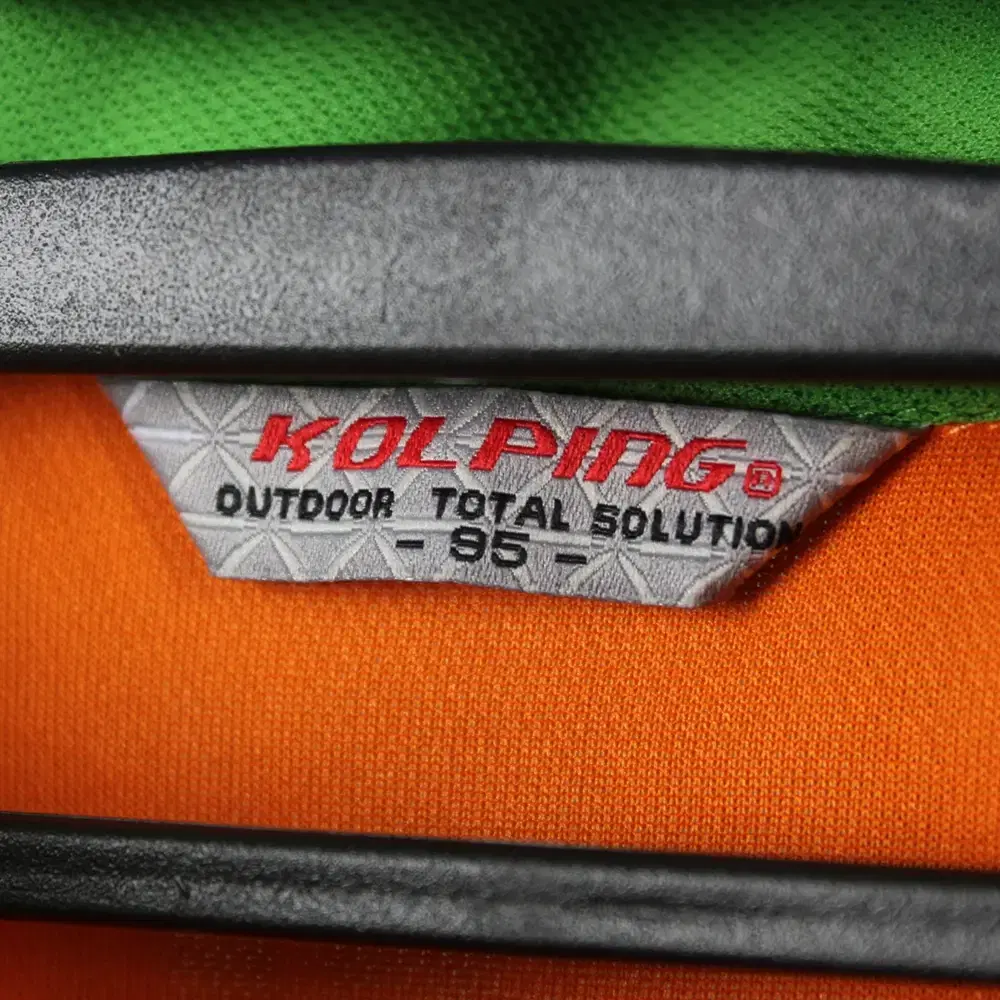 KOLPING
OUTDOOR TOTAL SOLUTION
- 95 -